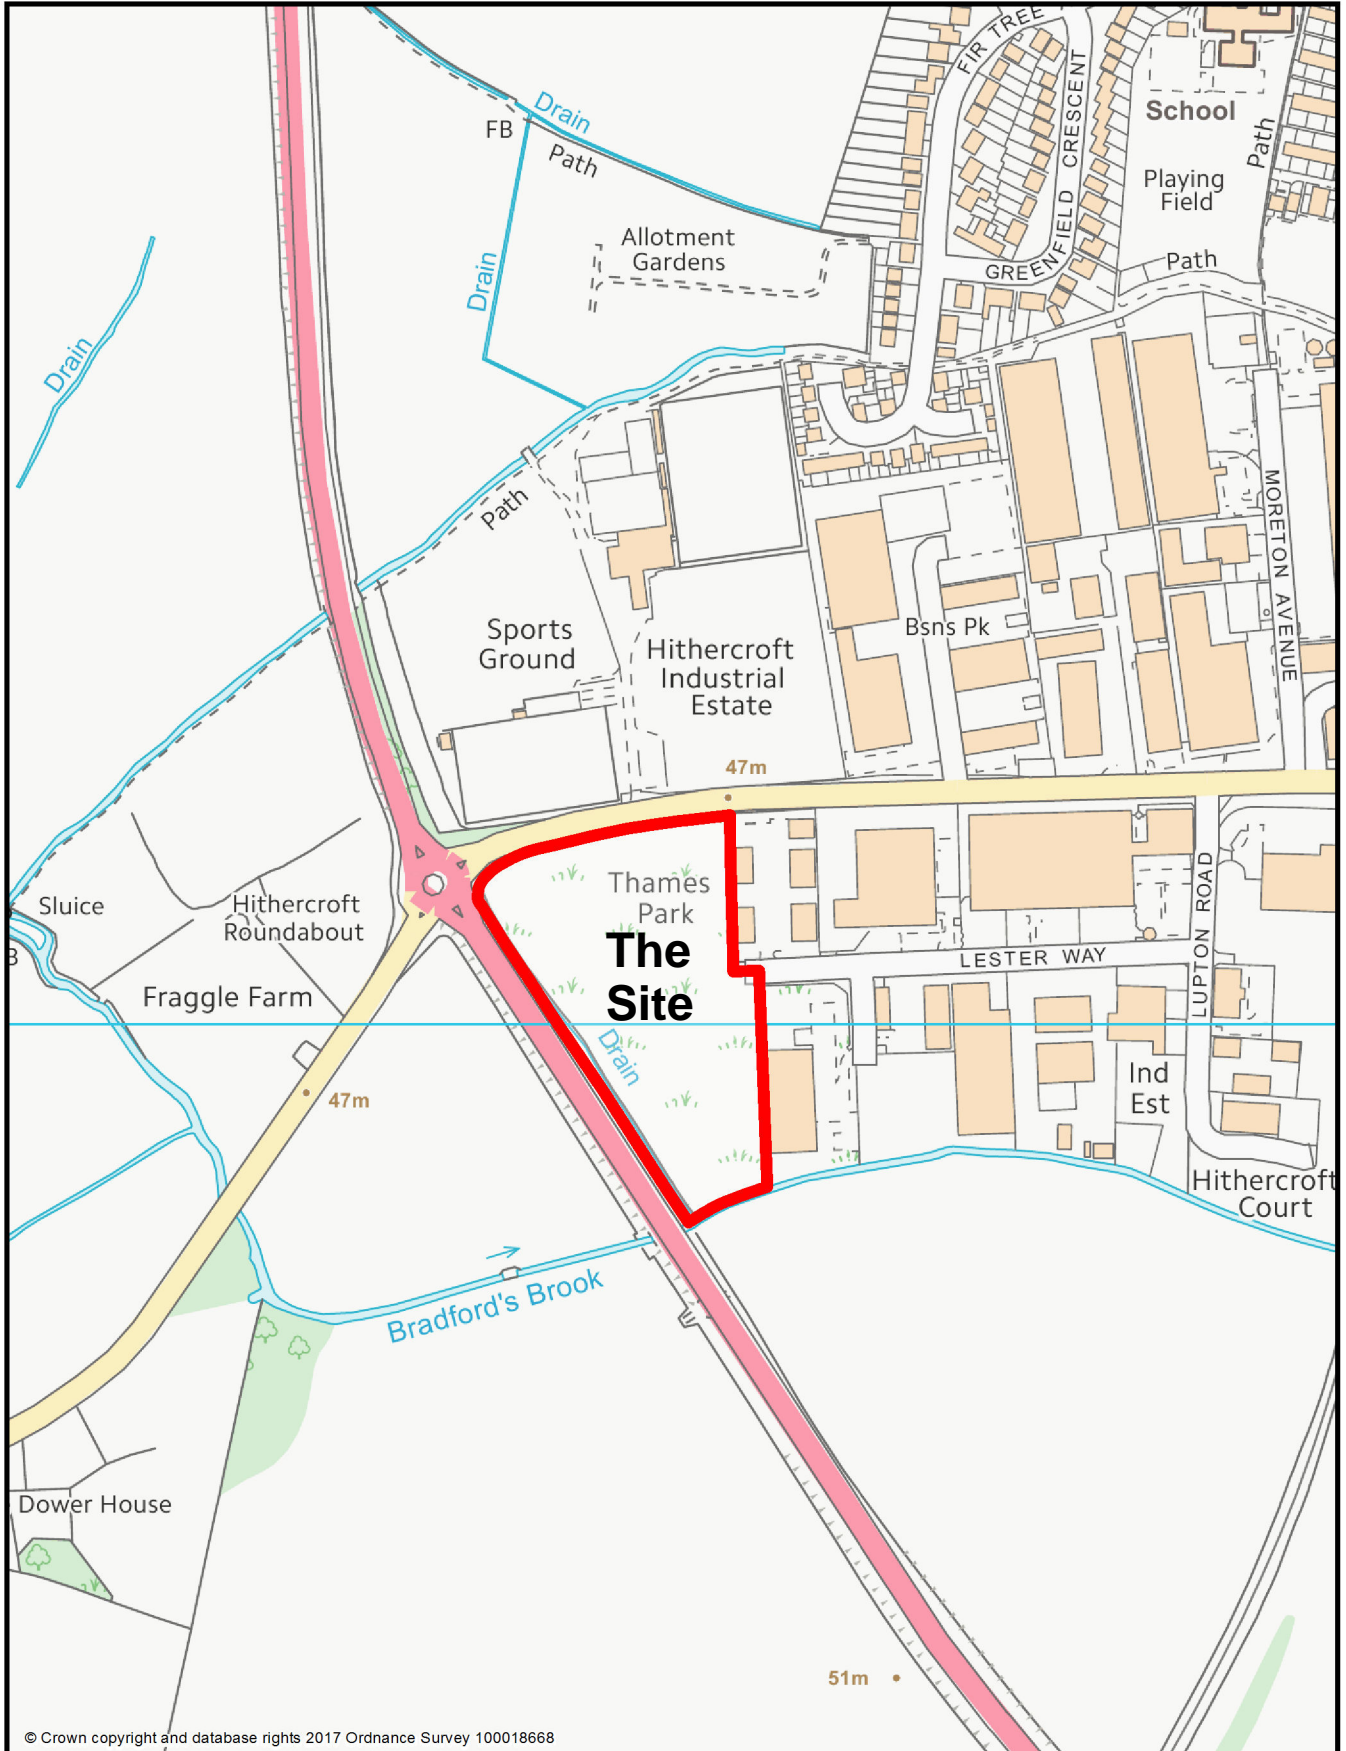 FIR TREE
GREENFIELD CRESCENT
School
Path
Playing
Field
Path
Drain
FB
Path
Allotment
Gardens
Drain
Drain
Path
MORETON AVENUE
Sports
Ground
Hithercroft
Industrial
Estate
Bsns Pk
47m
Sluice
B
Hithercroft
Roundabout
Fraggle Farm
Thames
Park
The
Site
Drain
LESTER WAY
LUPTON ROAD
47m
Ind
Est
Hithercroft
Court
Bradford's Brook
Dower House
51m
© Crown copyright and database rights 2017 Ordnance Survey 100018668